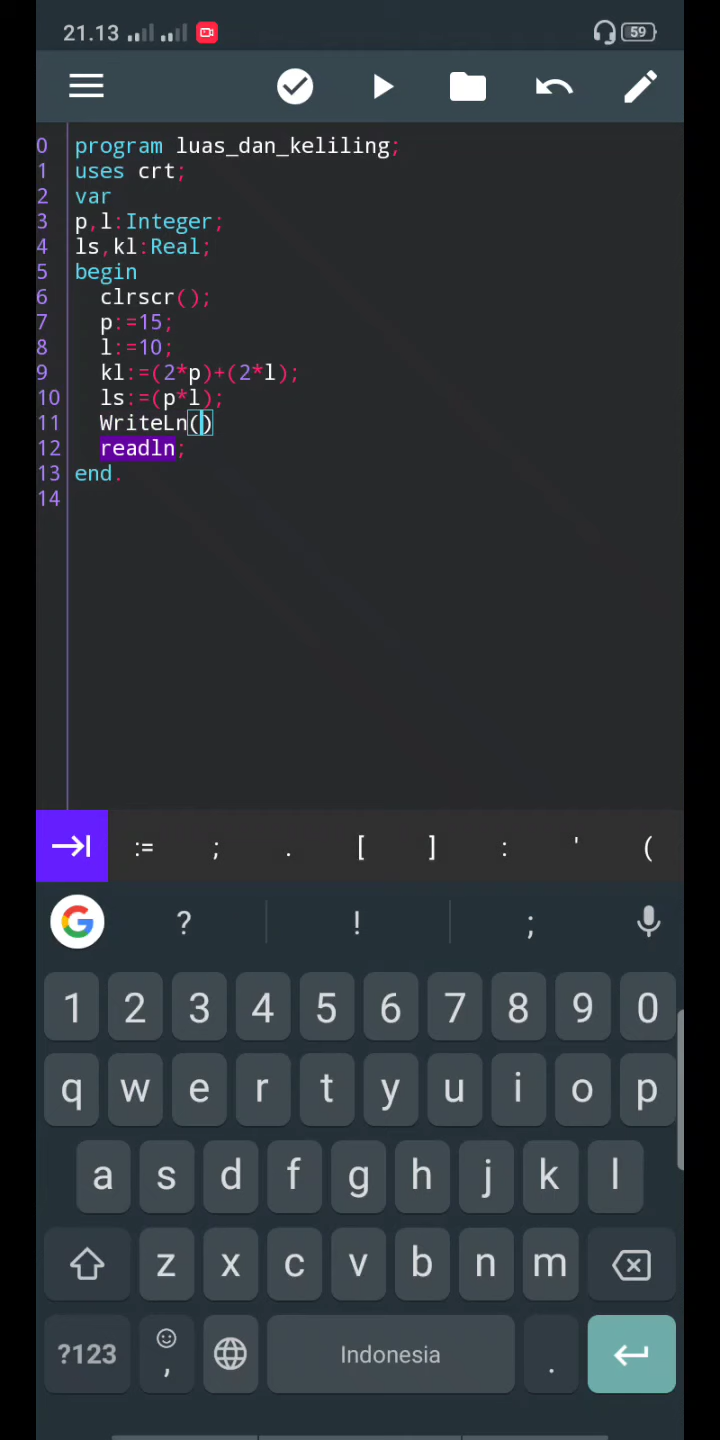 21.13 59
0 program luas_dan_keliling;
1 uses crt;
2 var
3 p,l:Integer;
4 ls,kl:Real;
5 begin
6 clrscr();
7 p:=15;
8 l:=10;
9 kl:=(2*p)+(2*l);
10 ls:=(p*l);
11 WriteLn()
12 readln;
13 end.
14
:= ; . [ ] : ' (
G ? ! ;
1 2 3 4 5 6 7 8 9 0
q w e r t y u i o p
a s d f g h j k l
z x c v b n m
?123 , Indonesia .